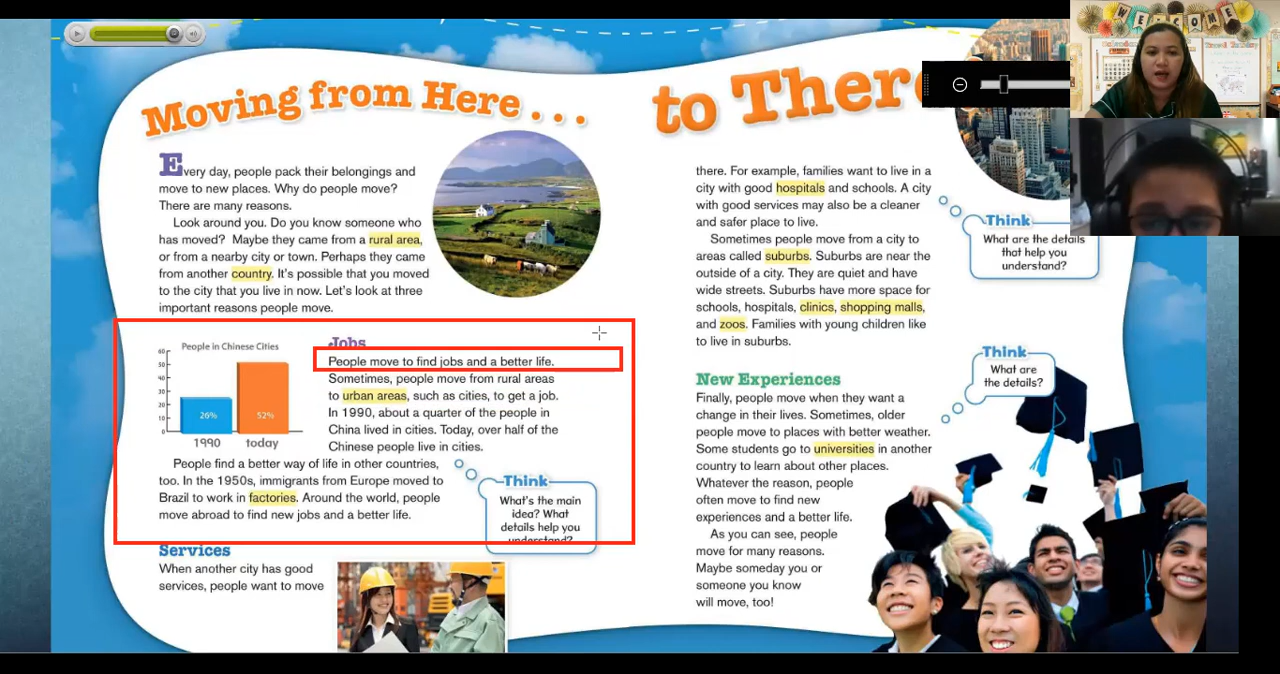 WELCOME
Moving from Here . . .
to There
Every day, people pack their belongings and
move to new places. Why do people move?
There are many reasons.
Look around you. Do you know someone who
has moved? Maybe they came from a rural area,
or from a nearby city or town. Perhaps they came
from another country. It's possible that you moved
to the city that you live in now. Let's look at three
important reasons people move.
People in Chinese Cities
60
50
40
30
20
10
0
26%
52%
1990
today
Jobs
People move to find jobs and a better life.
Sometimes, people move from rural areas
to urban areas, such as cities, to get a job.
In 1990, about a quarter of the people in
China lived in cities. Today, over half of the
Chinese people live in cities.
People find a better way of life in other countries,
too. In the 1950s, immigrants from Europe moved to
Brazil to work in factories. Around the world, people
move abroad to find new jobs and a better life.
Think
What's the main
idea? What
details help you
understand?
Services
When another city has good
services, people want to move
there. For example, families want to live in a
city with good hospitals and schools. A city
with good services may also be a cleaner
and safer place to live.
Sometimes people move from a city to
areas called suburbs. Suburbs are near the
outside of a city. They are quiet and have
wide streets. Suburbs have more space for
schools, hospitals, clinics, shopping malls,
and zoos. Families with young children like
to live in suburbs.
Think
What are the details
that help you
understand?
New Experiences
Finally, people move when they want a
change in their lives. Sometimes, older
people move to places with better weather.
Some students go to universities in another
country to learn about other places.
Whatever the reason, people
often move to find new
experiences and a better life.
As you can see, people
move for many reasons.
Maybe someday you or
someone you know
will move, too!
Think
What are
the details?